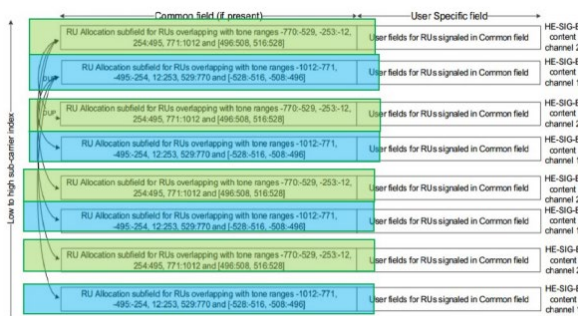 Common field (if present)
User Specific field
RU Allocation subfield for RUs overlapping with tone ranges -770:-529, -253:-12,
254:495, 771:1012 and [496:508, 516:528]
User fields for RUs signaled in Common field
HE-SIG-B
content
channel 2
RU Allocation subfield for RUs overlapping with tone ranges -1012:-771,
-495:-254, 12:253, 529:770 and [-528:-516, -508:-496]
User fields for RUs signaled in Common field
HE-SIG-B
content
channel 1
DUP
DUP
RU Allocation subfield for RUs overlapping with tone ranges -770:-529, -253:-12,
254:495, 771:1012 and [496:508, 516:528]
User fields for RUs signaled in Common field
HE-SIG-B
content
channel 2
RU Allocation subfield for RUs overlapping with tone ranges -1012:-771,
-495:-254, 12:253, 529:770 and [-528:-516, -508:-496]
User fields for RUs signaled in Common field
HE-SIG-B
content
channel 1
RU Allocation subfield for RUs overlapping with tone ranges -770:-529, -253:-12,
254:495, 771:1012 and [496:508, 516:528]
User fields for RUs signaled in Common field
HE-SIG-B
content
channel 2
RU Allocation subfield for RUs overlapping with tone ranges -1012:-771,
-495:-254, 12:253, 529:770 and [-528:-516, -508:-496]
User fields for RUs signaled in Common field
HE-SIG-B
content
channel 1
RU Allocation subfield for RUs overlapping with tone ranges -770:-529, -253:-12,
254:495, 771:1012 and [496:508, 516:528]
User fields for RUs signaled in Common field
HE-SIG-B
content
channel 2
RU Allocation subfield for RUs overlapping with tone ranges -1012:-771,
-495:-254, 12:253, 529:770 and [-528:-516, -508:-496]
User fields for RUs signaled in Common field
HE-SIG-B
content
channel 1
Low to high sub-carrier index